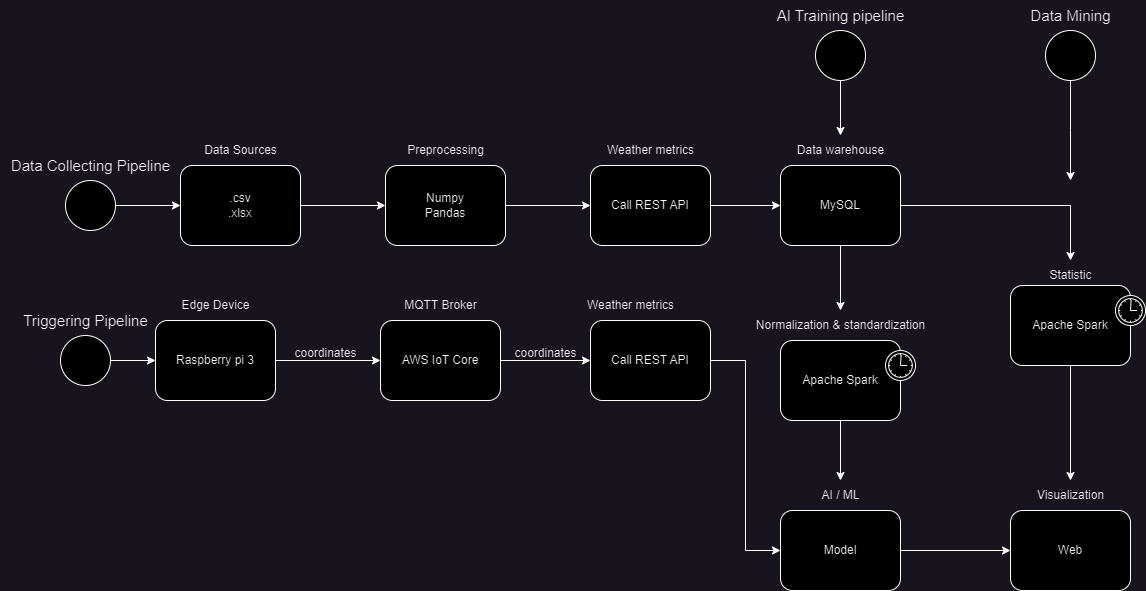 AI Training pipeline
Data Mining
Data Collecting Pipeline
Data Sources
.csv
.xlsx
Preprocessing
Numpy
Pandas
Weather metrics
Call REST API
Data warehouse
MySQL
Statistic
Apache Spark
Triggering Pipeline
Edge Device
Raspberry pi 3
coordinates
MQTT Broker
AWS IoT Core
coordinates
Weather metrics
Call REST API
Normalization & standardization
Apache Spark
AI / ML
Model
Visualization
Web